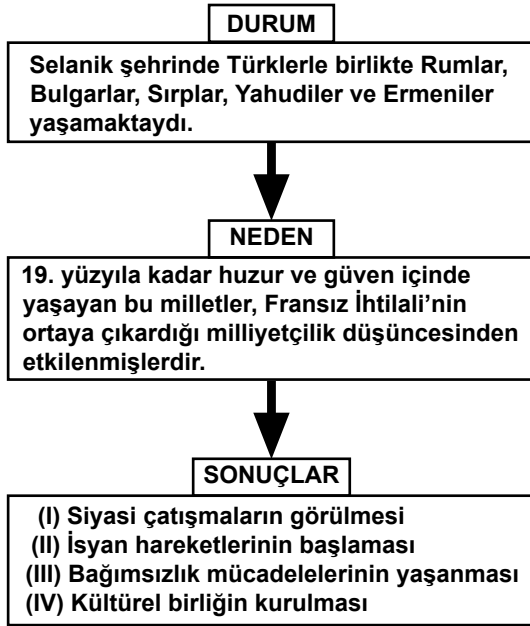 DURUM
Selanik şehrinde Türklerle birlikte Rumlar,
Bulgarlar, Sırplar, Yahudiler ve Ermeniler
yaşamaktaydı.
NEDEN
19. yüzyıla kadar huzur ve güven içinde
yaşayan bu milletler, Fransız İhtilali’nin
ortaya çıkardığı milliyetçilik düşüncesinden
etkilenmişlerdir.
SONUÇLAR
(I) Siyasi çatışmaların görülmesi
(II) İsyan hareketlerinin başlaması
(III) Bağımsızlık mücadelelerinin yaşanması
(IV) Kültürel birliğin kurulması